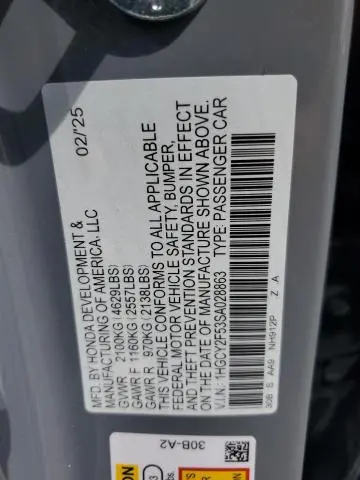 MFD. BY HONDA DEVELOPMENT & 02/'25
MANUFACTURING OF AMERICA. LLC
GVWR 2100KG(4629LBS)
GAWR F 1160KG(2557LBS)
GAWR R 970KG(2138LBS)
THIS VEHICLE CONFORMS TO ALL APPLICABLE
FEDERAL MOTOR VEHICLE SAFETY, BUMPER,
AND THEFT PREVENTION STANDARDS IN EFFECT
ON THE DATE OF MANUFACTURE SHOWN ABOVE.
V.I.N.: 1HGCV2F53SA028863 TYPE: PASSENGER CAR
30B S AA9 NH912P Z A
30B-A2